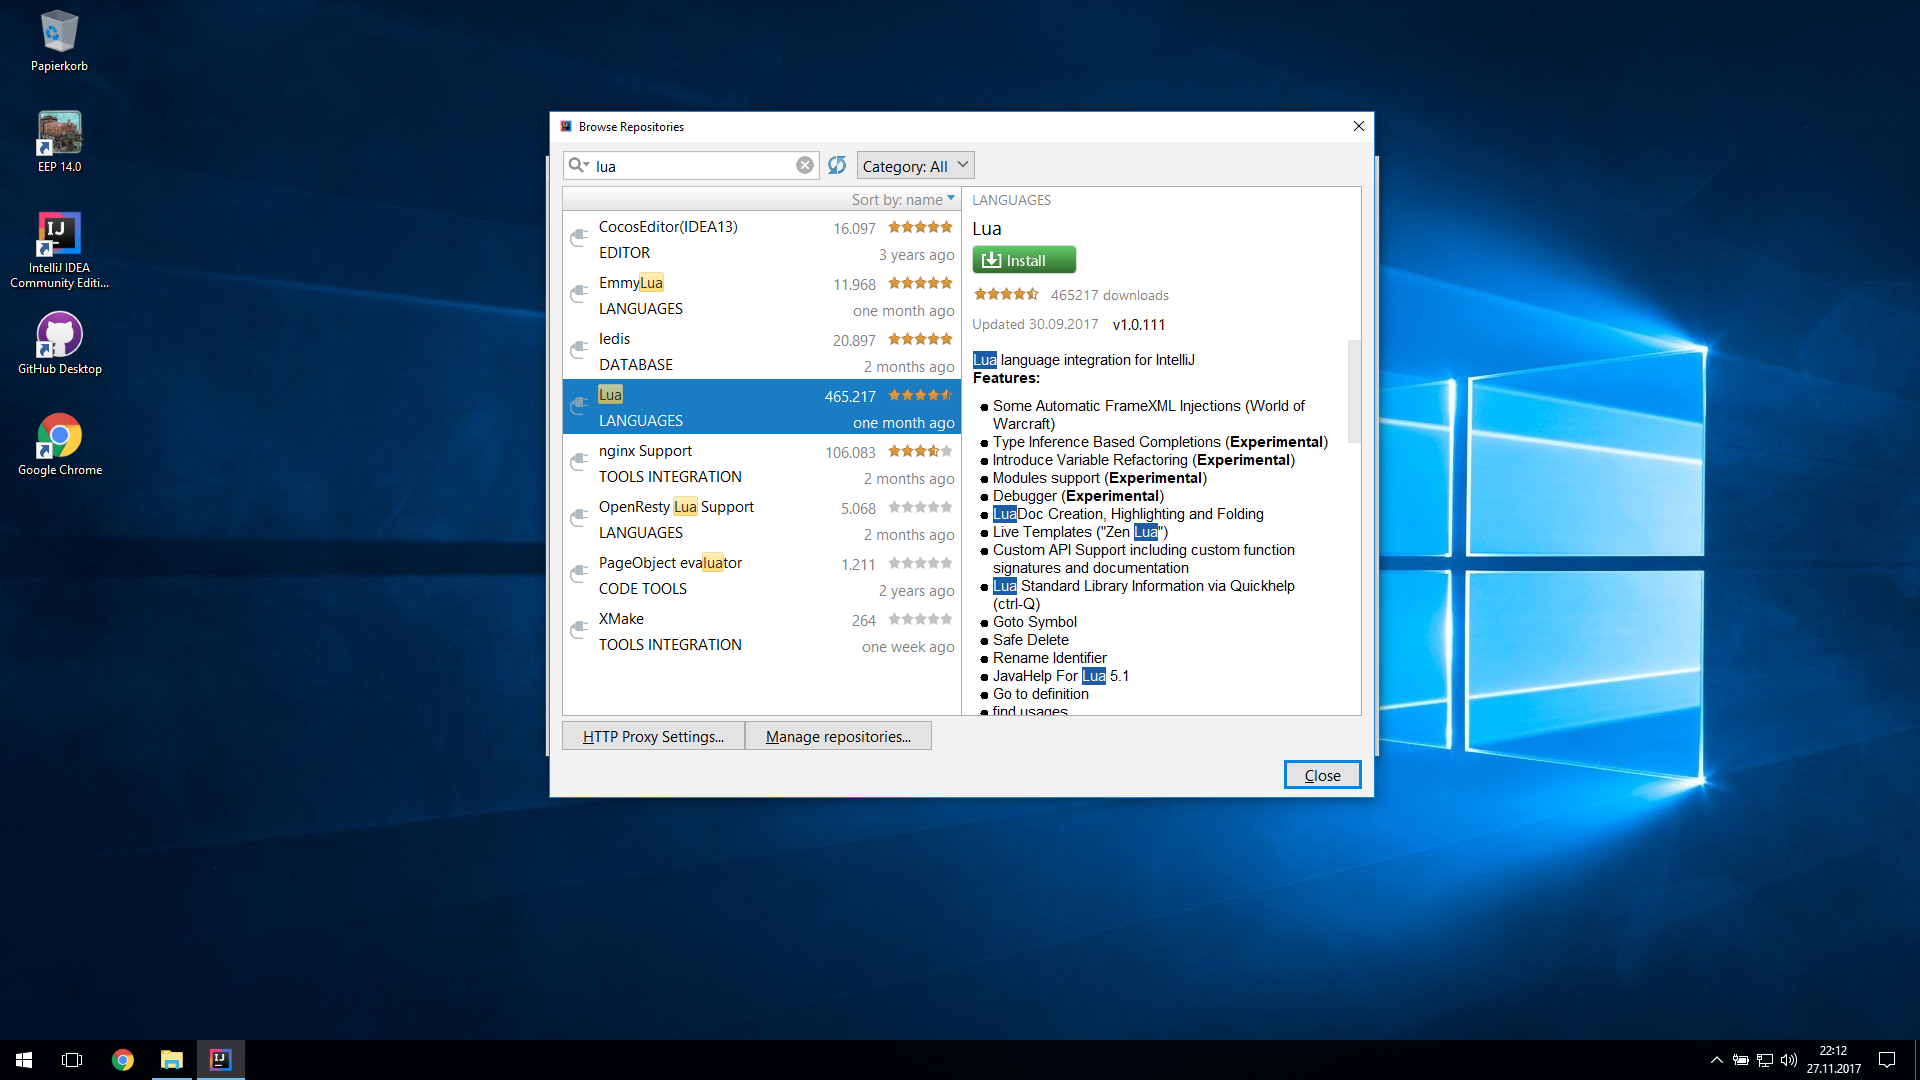 Papierkorb
EEP 14.0
IJ
IntelliJ IDEA
Community Editi...
GitHub Desktop
Google Chrome
Browse Repositories
lua
Category: All
Sort by: name
CocosEditor(IDEA13) 16.097
EDITOR 3 years ago
EmmyLua 11.968
LANGUAGES one month ago
Iedis 20.897
DATABASE 2 months ago
Lua 465.217
LANGUAGES one month ago
nginx Support 106.083
TOOLS INTEGRATION 2 months ago
OpenResty Lua Support 5.068
LANGUAGES 2 months ago
PageObject evaluator 1.211
CODE TOOLS 2 years ago
XMake 264
TOOLS INTEGRATION one week ago
LANGUAGES
Lua
Install
465217 downloads
Updated 30.09.2017 v1.0.111
Lua language integration for IntelliJ
Features:
Some Automatic FrameXML Injections (World of
Warcraft)
Type Inference Based Completions (Experimental)
Introduce Variable Refactoring (Experimental)
Modules support (Experimental)
Debugger (Experimental)
LuaDoc Creation, Highlighting and Folding
Live Templates ("Zen Lua")
Custom API Support including custom function
signatures and documentation
Lua Standard Library Information via Quickhelp
(ctrl-Q)
Goto Symbol
Safe Delete
Rename Identifier
JavaHelp For Lua 5.1
Go to definition
find usages
HTTP Proxy Settings...
Manage repositories...
Close
IJ
22:12
27.11.2017